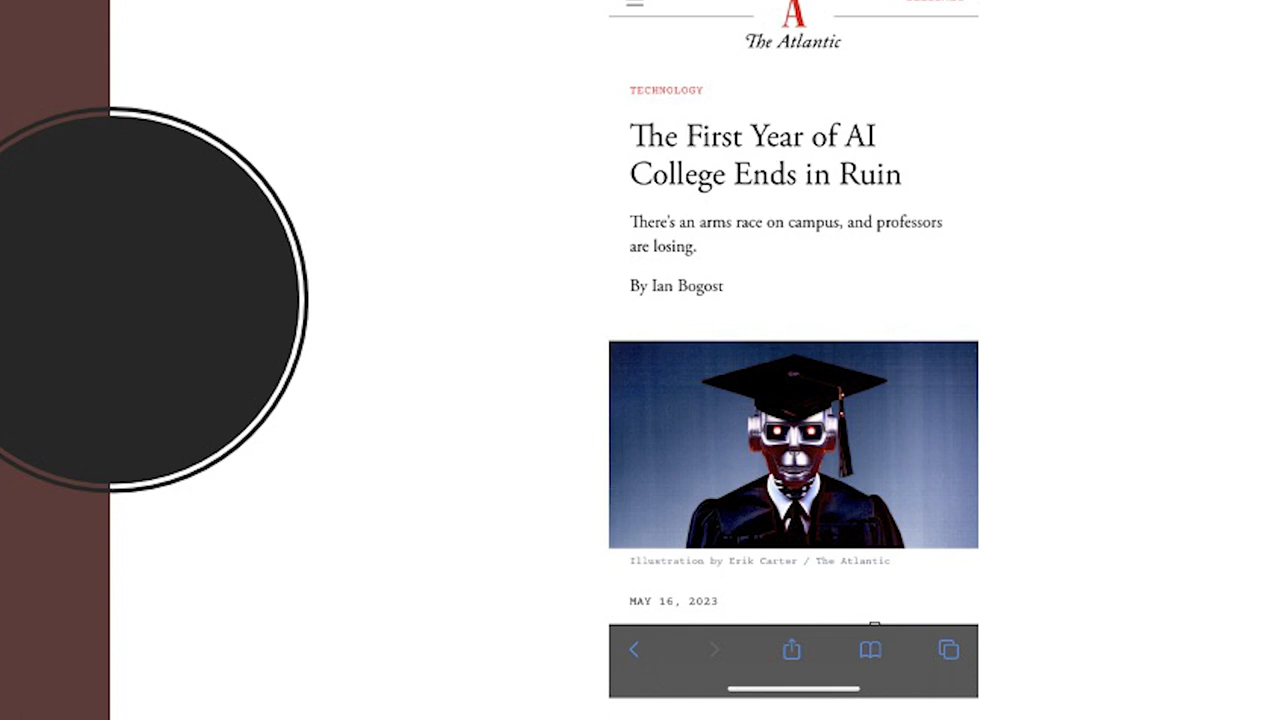 A
The Atlantic
TECHNOLOGY
The First Year of AI
College Ends in Ruin
There's an arms race on campus, and professors
are losing.
By Ian Bogost
Illustration by Erik Carter / The Atlantic
MAY 16, 2023